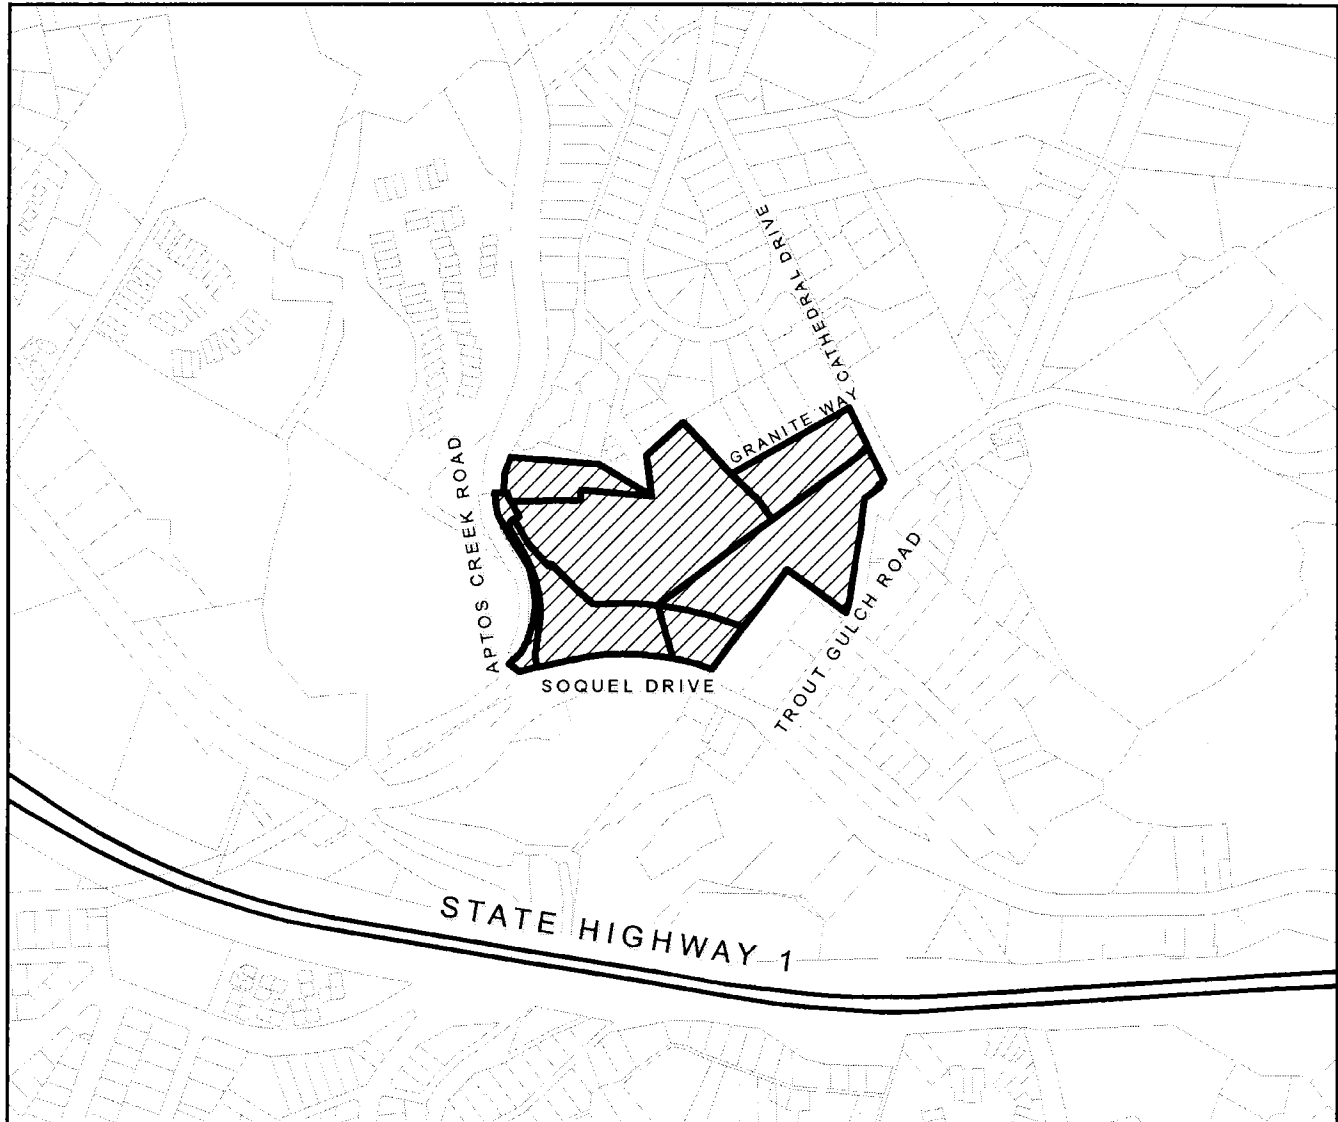 CATHEDRAL DRIVE
GRANITE WAY
APTOS CREEK ROAD
TROUT GULCH ROAD
SOQUEL DRIVE
STATE HIGHWAY 1